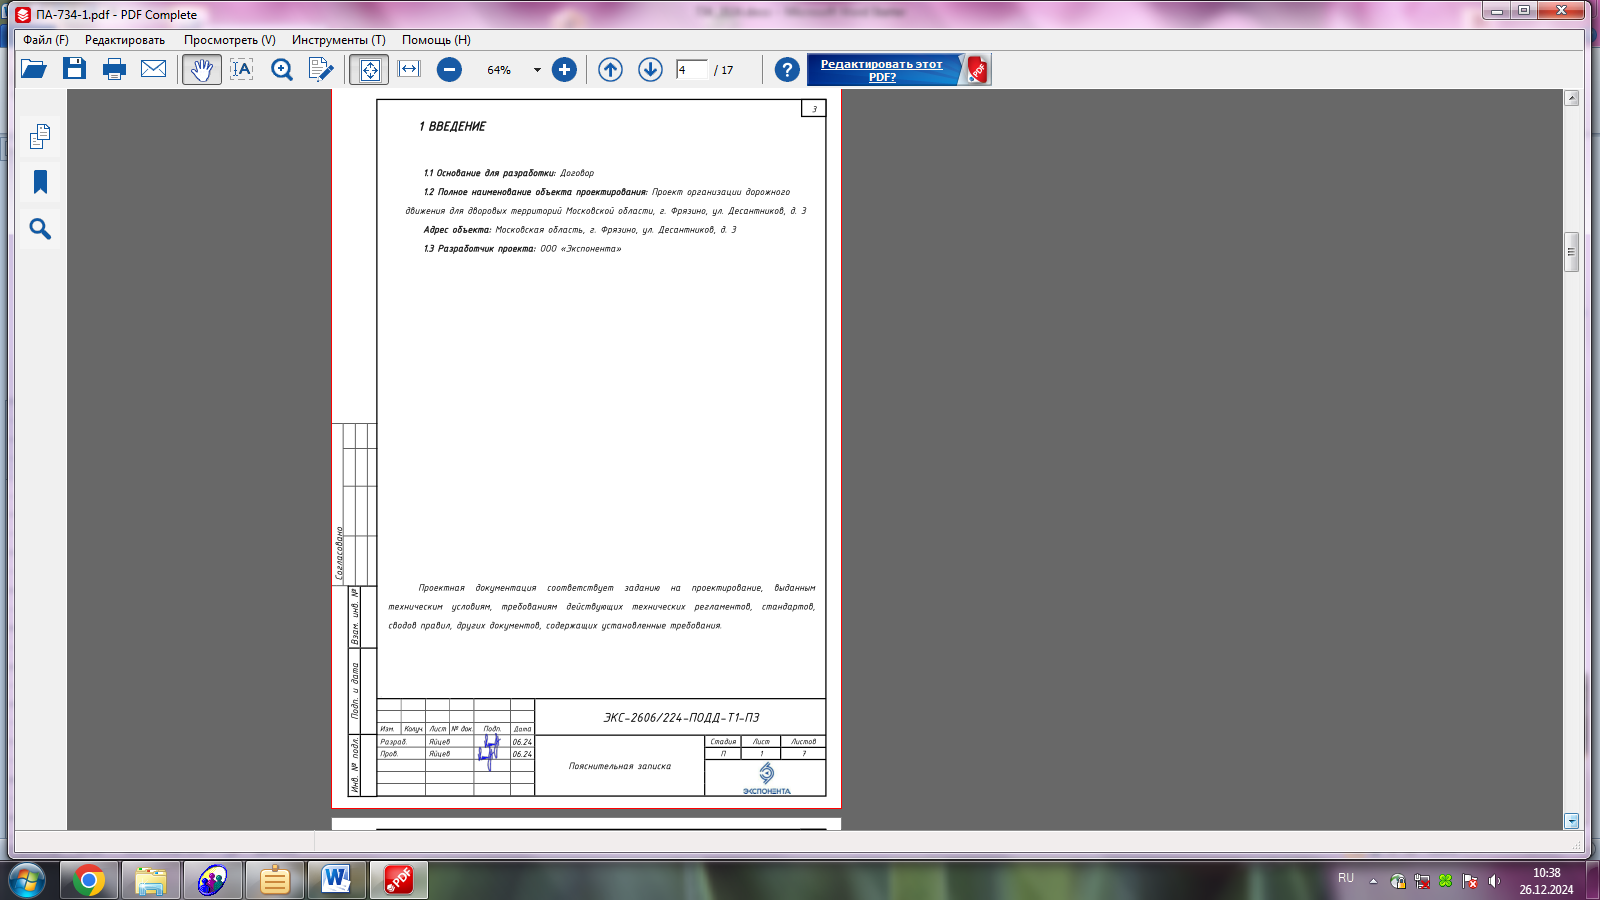 ПА-734-1.pdf - PDF Complete
Файл (F) Редактировать Просмотреть (V) Инструменты (T) Помощь (H)
64% 4 / 17 Редактировать этот
PDF?
3
1 ВВЕДЕНИЕ
1.1 Основание для разработки: Договор
1.2 Полное наименование объекта проектирования: Проект организации дорожного
движения для дворовых территорий Московской области, г. Фрязино, ул. Десантников, д. 3
Адрес объекта: Московская область, г. Фрязино, ул. Десантников, д. 3
1.3 Разработчик проекта: ООО «Экспонента»
Согласовано
Взам. инв. №
Подп. и дата
Инв. № подл.
Проектная документация соответствует заданию на проектирование, выданным
техническим условиям, требованиям действующих технических регламентов, стандартов,
сводов правил, других документов, содержащих установленные требования.
ЭКС-2606/224-ПОДД-Т1-ПЗ
Изм. Колуч. Лист № док. Подп. Дата
Разраб. Яйцев 06.24
Пров. Яйцев 06.24
Пояснительная записка
Стадия Лист Листов
П 1 7
ЭКСПОНЕНТА
RU
10:38
26.12.2024